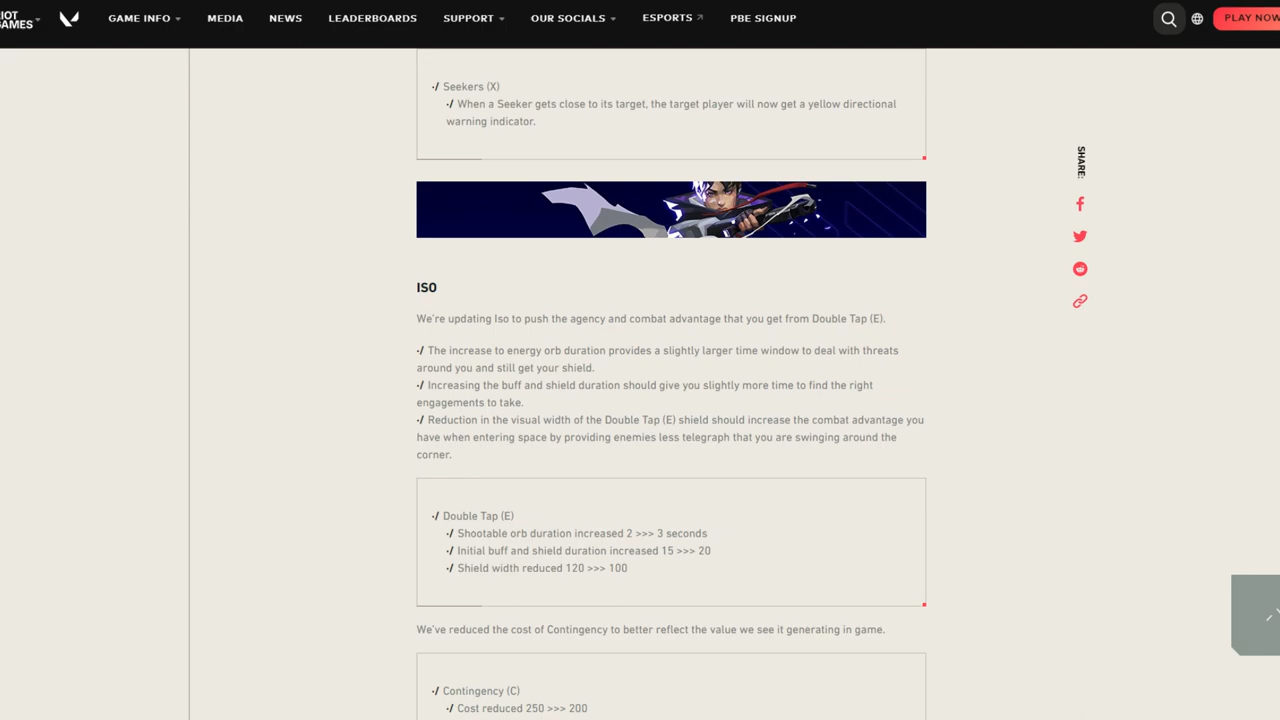 RIOT
GAMES
GAME INFO
MEDIA
NEWS
LEADERBOARDS
SUPPORT
OUR SOCIALS
ESPORTS
PBE SIGNUP
PLAY NOW
·/ Seekers (X)
·/ When a Seeker gets close to its target, the target player will now get a yellow directional
warning indicator.
SHARE:
ISO
We're updating Iso to push the agency and combat advantage that you get from Double Tap (E).
·/ The increase to energy orb duration provides a slightly larger time window to deal with threats
around you and still get your shield.
·/ Increasing the buff and shield duration should give you slightly more time to find the right
engagements to take.
·/ Reduction in the visual width of the Double Tap (E) shield should increase the combat advantage you
have when entering space by providing enemies less telegraph that you are swinging around the
corner.
·/ Double Tap (E)
·/ Shootable orb duration increased 2 >>> 3 seconds
·/ Initial buff and shield duration increased 15 >>> 20
·/ Shield width reduced 120 >>> 100
We've reduced the cost of Contingency to better reflect the value we see it generating in game.
·/ Contingency (C)
·/ Cost reduced 250 >>> 200